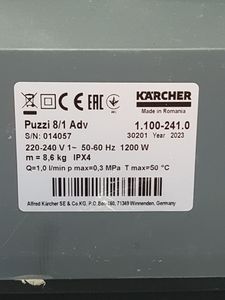 EAC KÄRCHER
Made in Romania
Puzzi 8/1 Adv 1.100-241.0
S/N: 014057 30201 Year 2023
220-240 V 1~ 50-60 Hz 1200 W
m = 8,6 kg IPX4
Q=1,0 l/min p max=0,3 MPa T max=50 °C
Alfred Kärcher SE & Co.KG, P.O. Box 160, 71349 Winnenden, Germany